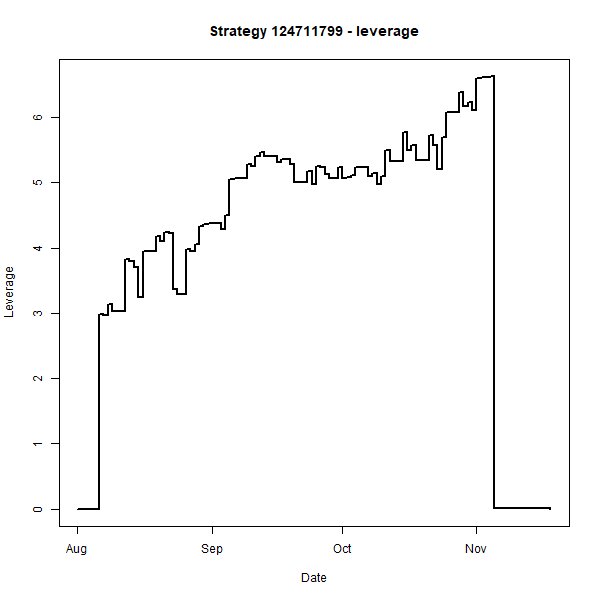 Strategy 124711799 - leverage
Leverage
6
5
4
3
2
1
0
Aug
Sep
Oct
Nov
Date